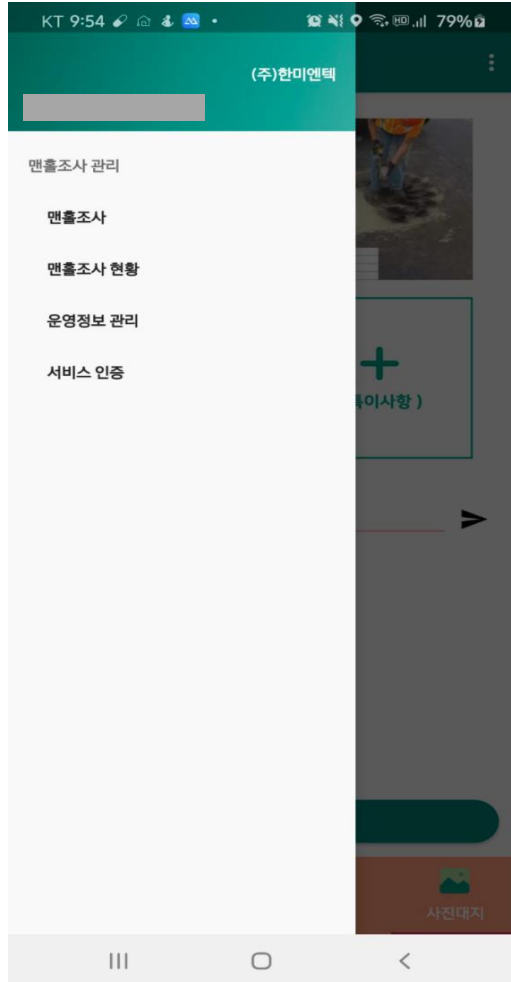 KT 9:54
HD
79%
(주)한미엔텍
맨홀조사 관리
맨홀조사
맨홀조사 현황
운영정보 관리
서비스 인증
이사항 )
사진대지